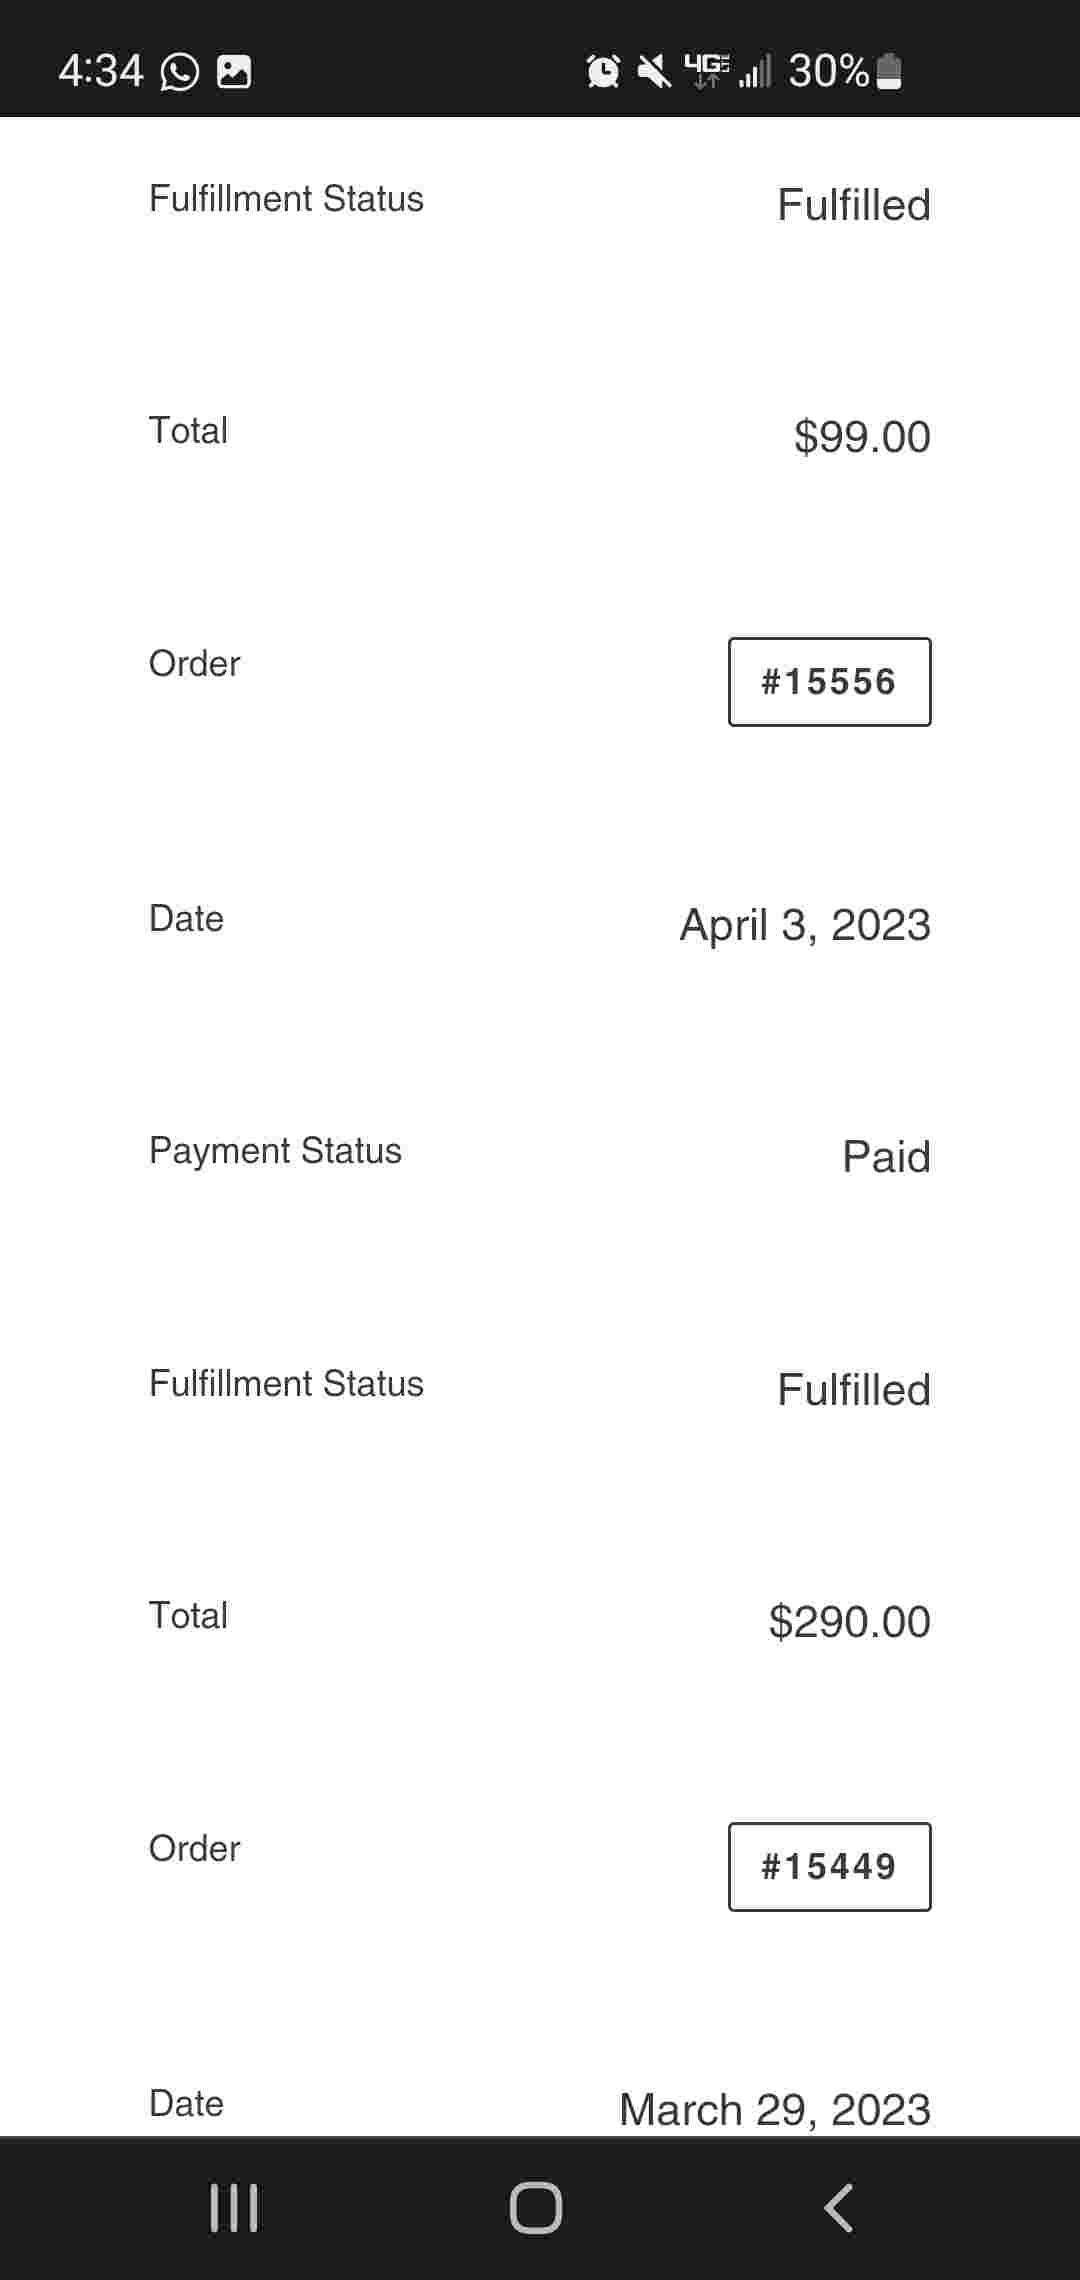 4:34 4G LTE 30%
Fulfillment Status Fulfilled
Total $99.00
Order #15556
Date April 3, 2023
Payment Status Paid
Fulfillment Status Fulfilled
Total $290.00
Order #15449
Date March 29, 2023